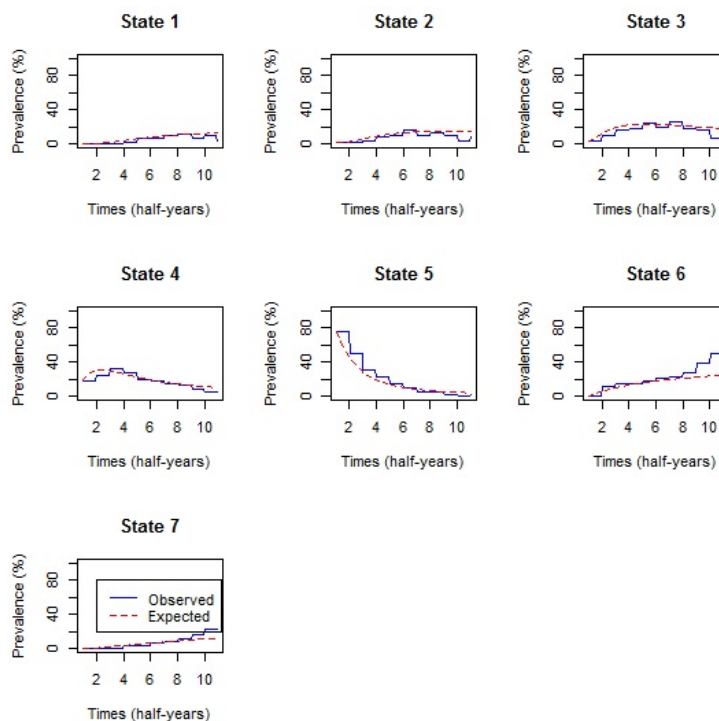 State 1
Prevalence (%)
0 40 80
2 4 6 8 10
Times (half-years)
State 2
Prevalence (%)
0 40 80
2 4 6 8 10
Times (half-years)
State 3
Prevalence (%)
0 40 80
2 4 6 8 10
Times (half-years)
State 4
Prevalence (%)
0 40 80
2 4 6 8 10
Times (half-years)
State 5
Prevalence (%)
0 40 80
2 4 6 8 10
Times (half-years)
State 6
Prevalence (%)
0 40 80
2 4 6 8 10
Times (half-years)
State 7
Prevalence (%)
0 40 80
Observed
Expected
2 4 6 8 10
Times (half-years)